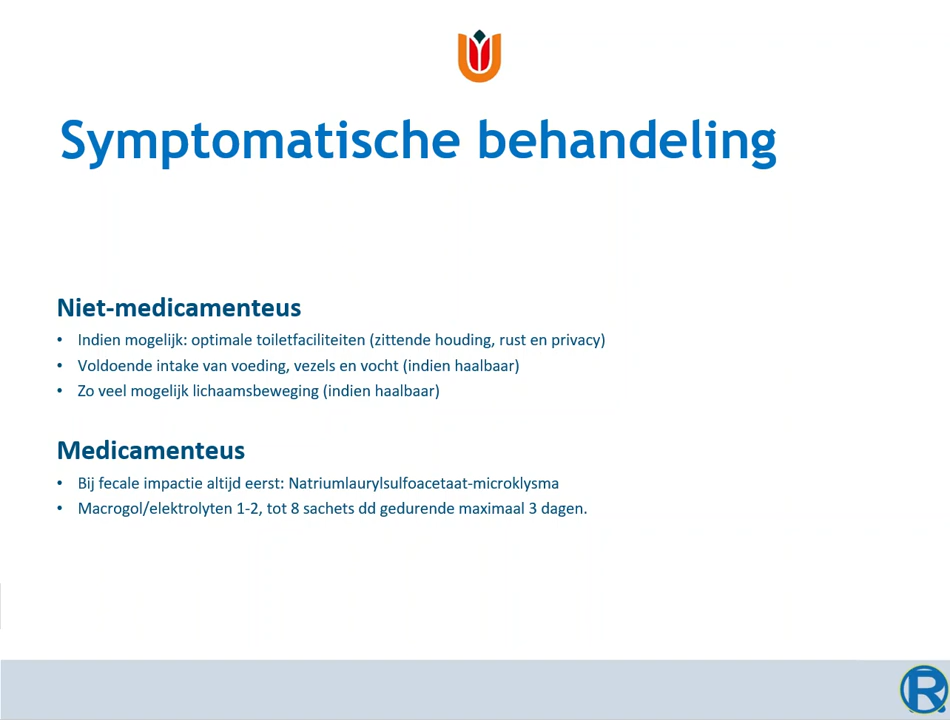 Symptomatische behandeling
Niet-medicamenteus
• Indien mogelijk: optimale toiletfaciliteiten (zittende houding, rust en privacy)
• Voldoende intake van voeding, vezels en vocht (indien haalbaar)
• Zo veel mogelijk lichaamsbeweging (indien haalbaar)
Medicamenteus
• Bij fecale impactie altijd eerst: Natriumlaurylsulfoacetaat-microklysma
• Macrogol/elektrolyten 1-2, tot 8 sachets dd gedurende maximaal 3 dagen.
R